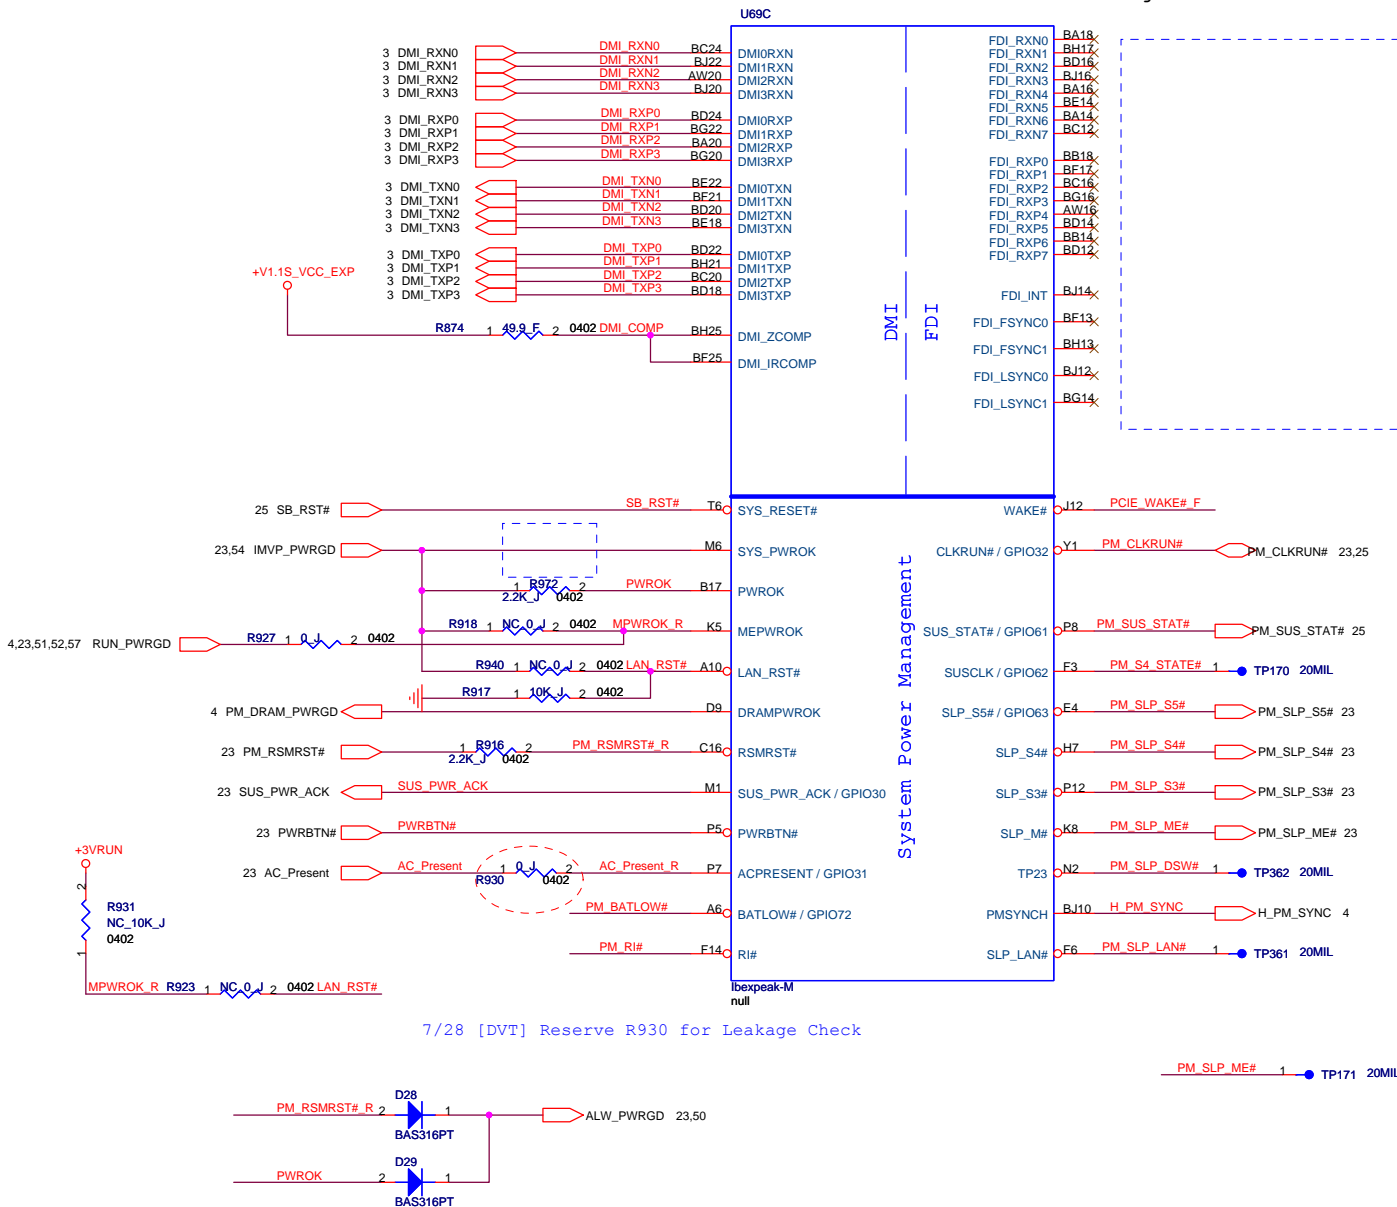 U69C
3 DMI_RXN0 DMI_RXN0 BC24 DMI0RXN
3 DMI_RXN1 DMI_RXN1 BJ22 DMI1RXN
3 DMI_RXN2 DMI_RXN2 AW20 DMI2RXN
3 DMI_RXN3 DMI_RXN3 BJ20 DMI3RXN
3 DMI_RXP0 DMI_RXP0 BD24 DMI0RXP
3 DMI_RXP1 DMI_RXP1 BG22 DMI1RXP
3 DMI_RXP2 DMI_RXP2 BA20 DMI2RXP
3 DMI_RXP3 DMI_RXP3 BG20 DMI3RXP
3 DMI_TXN0 DMI_TXN0 BE22 DMI0TXN
3 DMI_TXN1 DMI_TXN1 BF21 DMI1TXN
3 DMI_TXN2 DMI_TXN2 BD20 DMI2TXN
3 DMI_TXN3 DMI_TXN3 BE18 DMI3TXN
3 DMI_TXP0 DMI_TXP0 BD22 DMI0TXP
3 DMI_TXP1 DMI_TXP1 BH21 DMI1TXP
3 DMI_TXP2 DMI_TXP2 BC20 DMI2TXP
3 DMI_TXP3 DMI_TXP3 BD18 DMI3TXP
+V1.1S_VCC_EXP
R874 1 49.9_F 2 0402 DMI_COMP BH25 DMI_ZCOMP
BF25 DMI_IRCOMP
DMI
FDI
FDI_RXN0 BA18
FDI_RXN1 BH17
FDI_RXN2 BD16
FDI_RXN3 BJ16
FDI_RXN4 BA16
FDI_RXN5 BE14
FDI_RXN6 BA14
FDI_RXN7 BC12
FDI_RXP0 BB18
FDI_RXP1 BF17
FDI_RXP2 BC16
FDI_RXP3 BG16
FDI_RXP4 AW16
FDI_RXP5 BD14
FDI_RXP6 BB14
FDI_RXP7 BD12
FDI_INT BJ14
FDI_FSYNC0 BF13
FDI_FSYNC1 BH13
FDI_LSYNC0 BJ12
FDI_LSYNC1 BG14
25 SB_RST# SB_RST# T6 SYS_RESET#
23,54 IMVP_PWRGD M6 SYS_PWROK
1 R972 2 PWROK B17 PWROK
2.2K_J 0402
R918 1 NC_0_J 2 0402 MPWROK_R K5 MEPWROK
4,23,51,52,57 RUN_PWRGD R927 1 0_J 2 0402
R940 1 NC_0_J 2 0402 LAN_RST# A10 LAN_RST#
R917 1 10K_J 2 0402
4 PM_DRAM_PWRGD D9 DRAMPWROK
23 PM_RSMRST# 1 R916 2 PM_RSMRST#_R C16 RSMRST#
2.2K_J 0402
23 SUS_PWR_ACK SUS_PWR_ACK M1 SUS_PWR_ACK / GPIO30
23 PWRBTN# PWRBTN# P5 PWRBTN#
23 AC_Present AC_Present 1 0_J 2 AC_Present_R P7 ACPRESENT / GPIO31
R930 0402
PM_BATLOW# A6 BATLOW# / GPIO72
PM_RI# F14 RI#
System Power Management
WAKE# J12 PCIE_WAKE#_F
CLKRUN# / GPIO32 Y1 PM_CLKRUN# PM_CLKRUN# 23,25
SUS_STAT# / GPIO61 P8 PM_SUS_STAT# PM_SUS_STAT# 25
SUSCLK / GPIO62 F3 PM_S4_STATE# 1 TP170 20MIL
SLP_S5# / GPIO63 E4 PM_SLP_S5# PM_SLP_S5# 23
SLP_S4# H7 PM_SLP_S4# PM_SLP_S4# 23
SLP_S3# P12 PM_SLP_S3# PM_SLP_S3# 23
SLP_M# K8 PM_SLP_ME# PM_SLP_ME# 23
TP23 N2 PM_SLP_DSW# 1 TP362 20MIL
PMSYNCH BJ10 H_PM_SYNC H_PM_SYNC 4
SLP_LAN# F6 PM_SLP_LAN# 1 TP361 20MIL
+3VRUN
2
R931
NC_10K_J
0402
1
MPWROK_R R923 1 NC_0_J 2 0402 LAN_RST#
Ibexpeak-M
null
7/28 [DVT] Reserve R930 for Leakage Check
PM_SLP_ME# 1 TP171 20MIL
D28
PM_RSMRST#_R 2 1 ALW_PWRGD 23,50
BAS316PT
D29
PWROK 2 1
BAS316PT